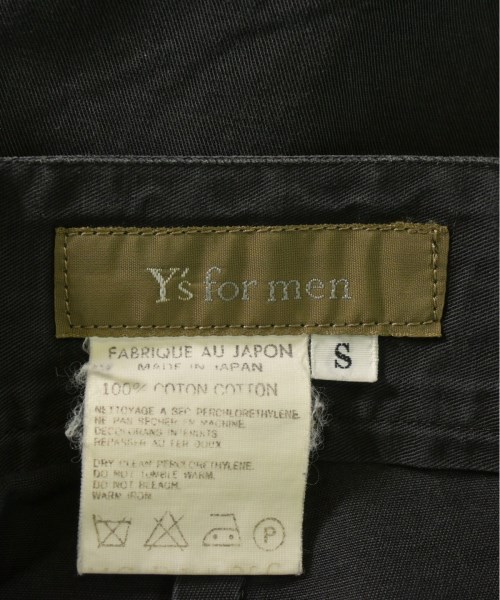 Y's for men
S
FABRIQUE AU JAPON
MADE IN JAPAN
100% COTON COTTON
NETTOYAGE A SEC PERCHLORETHYLENE.
NE PAS SECHER EN MACHINE.
REPASSER AU FER DOUX
DRY CLEAN
DO NOT TUMBLE WARM.
DO NOT BLEACH.
WARM IRON.
P